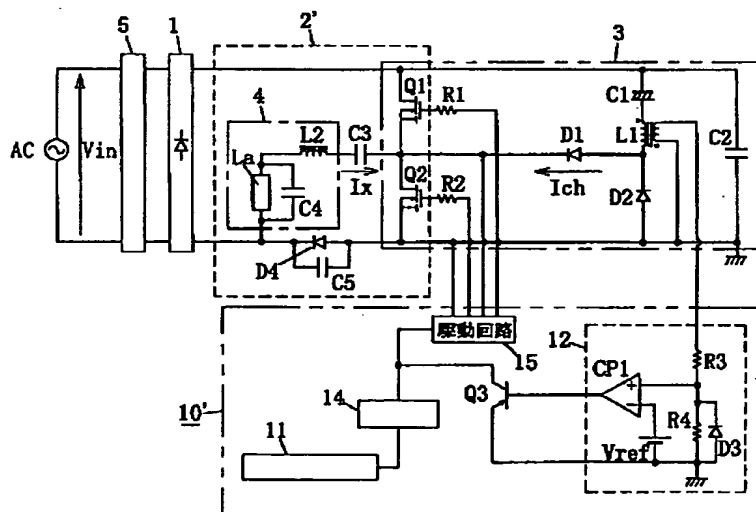 5
1
2'
3
Q1
R1
C1
4
L2
C3
D1
L1
C2
AC
Vin
La
Ix
Q2
R2
Ich
D2
C4
D4
C5
駆動回路
15
12
CP1
R3
Q3
R4
14
10'
11
Vref
D3